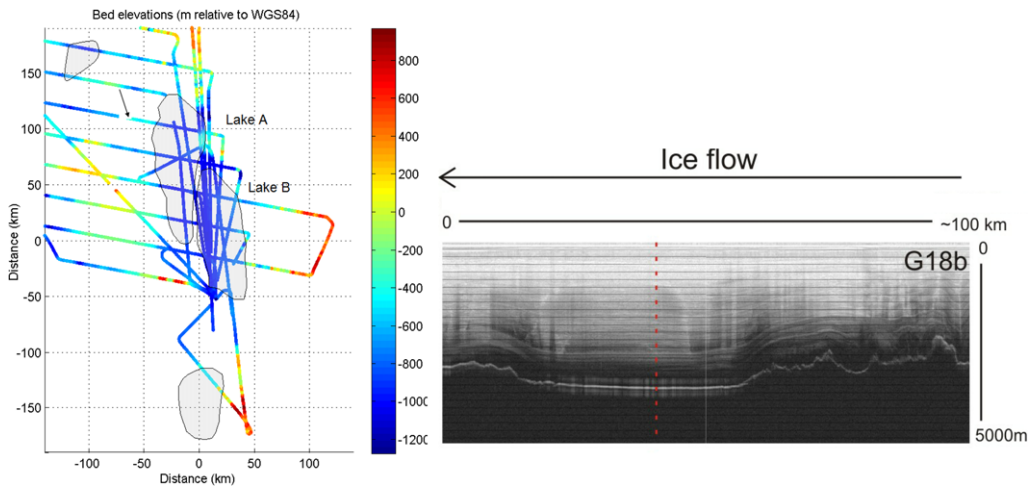 Bed elevations (m relative to WGS84)
150
100
50
0
-50
-100
-150
-100
-50
0
50
100
Distance (km)
Distance (km)
Lake A
Lake B
800
600
400
200
0
-200
-400
-600
-800
-1000
-1200
Ice flow
0
~100 km
G18b
0
5000m